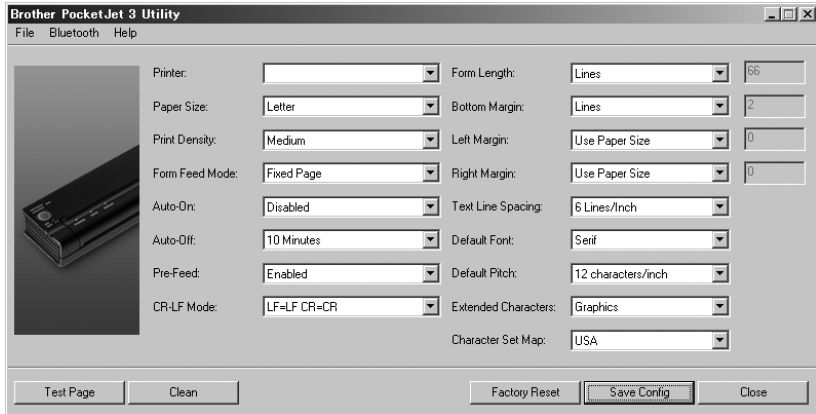 Brother PocketJet 3 Utility
File Bluetooth Help
Printer:
Paper Size: Letter
Print Density: Medium
Form Feed Mode: Fixed Page
Auto-On: Disabled
Auto-Off: 10 Minutes
Pre-Feed: Enabled
CR-LF Mode: LF=LF CR=CR
Form Length: Lines 66
Bottom Margin: Lines 2
Left Margin: Use Paper Size 0
Right Margin: Use Paper Size 0
Text Line Spacing: 6 Lines/Inch
Default Font: Serif
Default Pitch: 12 characters/inch
Extended Characters: Graphics
Character Set Map: USA
Test Page Clean Factory Reset Save Config Close